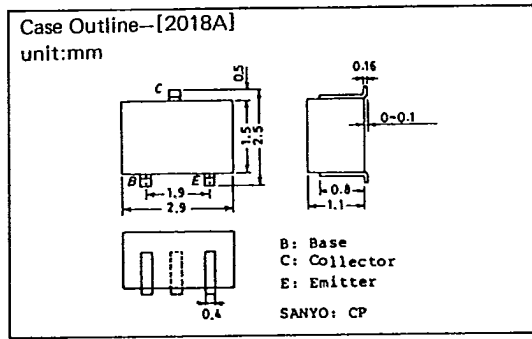 Case Outline—[2018A]
unit:mm
C
0.5
0.16
1.5
2.5
0~0.1
B
E
1.9
2.9
0.8
1.1
0.4
B: Base
C: Collector
E: Emitter
SANYO: CP